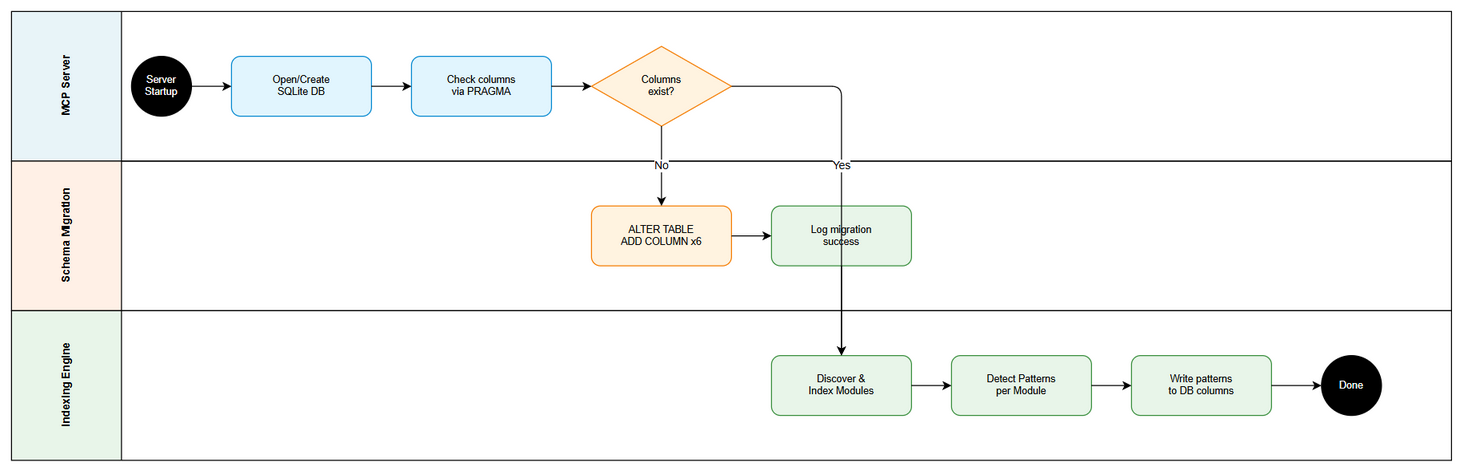 MCP Server
Server
Startup
Open/Create
SQLite DB
Check columns
via PRAGMA
Columns
exist?
No
Yes
Schema Migration
ALTER TABLE
ADD COLUMN x6
Log migration
success
Indexing Engine
Discover &
Index Modules
Detect Patterns
per Module
Write patterns
to DB columns
Done